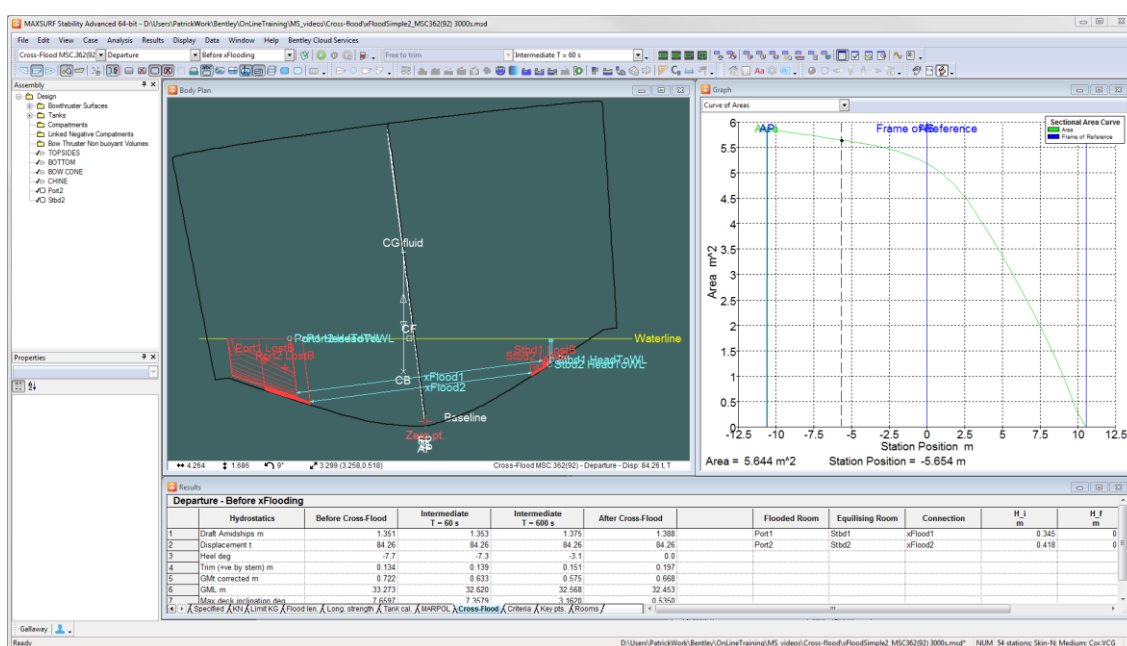 MAXSURF Stability Advanced 64-bit - D:\Users\PatrickWork\Bentley\OnLineTraining\MS_videos\Cross-flood\xFloodSimple2_MSC362(92) 3000s.msd
File Edit View Case Analysis Results Display Data Window Help Bentley Cloud Services
Cross-Flood MSC.362(92) Departure Before xFlooding Free to trim Intermediate T = 60 s
Assembly
Design
Bowthruster Surfaces
Tanks
Compartments
Linked Negative Compatments
Bow Thruster Non buoyant Volumes
TOPSIDES
BOTTOM
BOW CONE
CHINE
Port2
Stbd2
Properties
Body Plan
CG fluid
CF
Waterline
Port1 LostB
Port2 LostB
Stbd1 LostB
Stbd1 HeadToWL
Stbd2 HeadToWL
xFlood1
xFlood2
CB
Baseline
Zero pt.
AP
4.264 1.686 9° 3.299 (3.258,0.518) Cross-Flood MSC.362(92) - Departure - Disp: 84.26 t, T
Graph
Curve of Areas
Sectional Area Curve
Area
Frame of Reference
Frame of Reference
6
5.5
5
4.5
4
3.5
3
2.5
2
1.5
1
0.5
0
Area m^2
-12.5 -10 -7.5 -5 -2.5 0 2.5 5 7.5 10 12.5
Station Position m
Area = 5.644 m^2 Station Position = -5.654 m
Results
Departure - Before xFlooding
Hydrostatics Before Cross-Flood Intermediate T = 60 s Intermediate T = 600 s After Cross-Flood Flooded Room Equilising Room Connection H_i m H_f m
1 Draft Amidships m 1.351 1.353 1.375 1.388 Port1 Stbd1 xFlood1 0.345 0
2 Displacement t 84.26 84.26 84.26 84.26 Port2 Stbd2 xFlood2 0.418 0
3 Heel deg -7.7 -7.3 -3.1 0.0
4 Trim (+ve by stern) m 0.134 0.139 0.151 0.197
5 GMt corrected m 0.722 0.633 0.575 0.668
6 GML m 33.273 32.620 32.568 32.453
7 Max deck inclination deg 7.6597 7.3579 3.1620 0.5350
Specified KN Limit KG Flood len. Long. strength Tank cal. MARPOL Cross-Flood Criteria Key pts. Rooms
Gallaway
Ready D:\Users\PatrickWork\Bentley\OnLineTraining\MS_videos\Cross-flood\xFloodSimple2_MSC362(92) 3000s.msd* NUM 54 stations; Skin-N; Medium; Cor.VCG